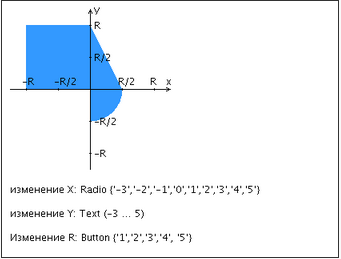 Y
R
R/2
-R -R/2 R/2 R x
-R/2
-R
изменение X: Radio {'-3','-2','-1','0','1','2','3','4','5'}
изменение Y: Text (-3 ... 5)
Изменение R: Button {'1','2','3','4', '5'}